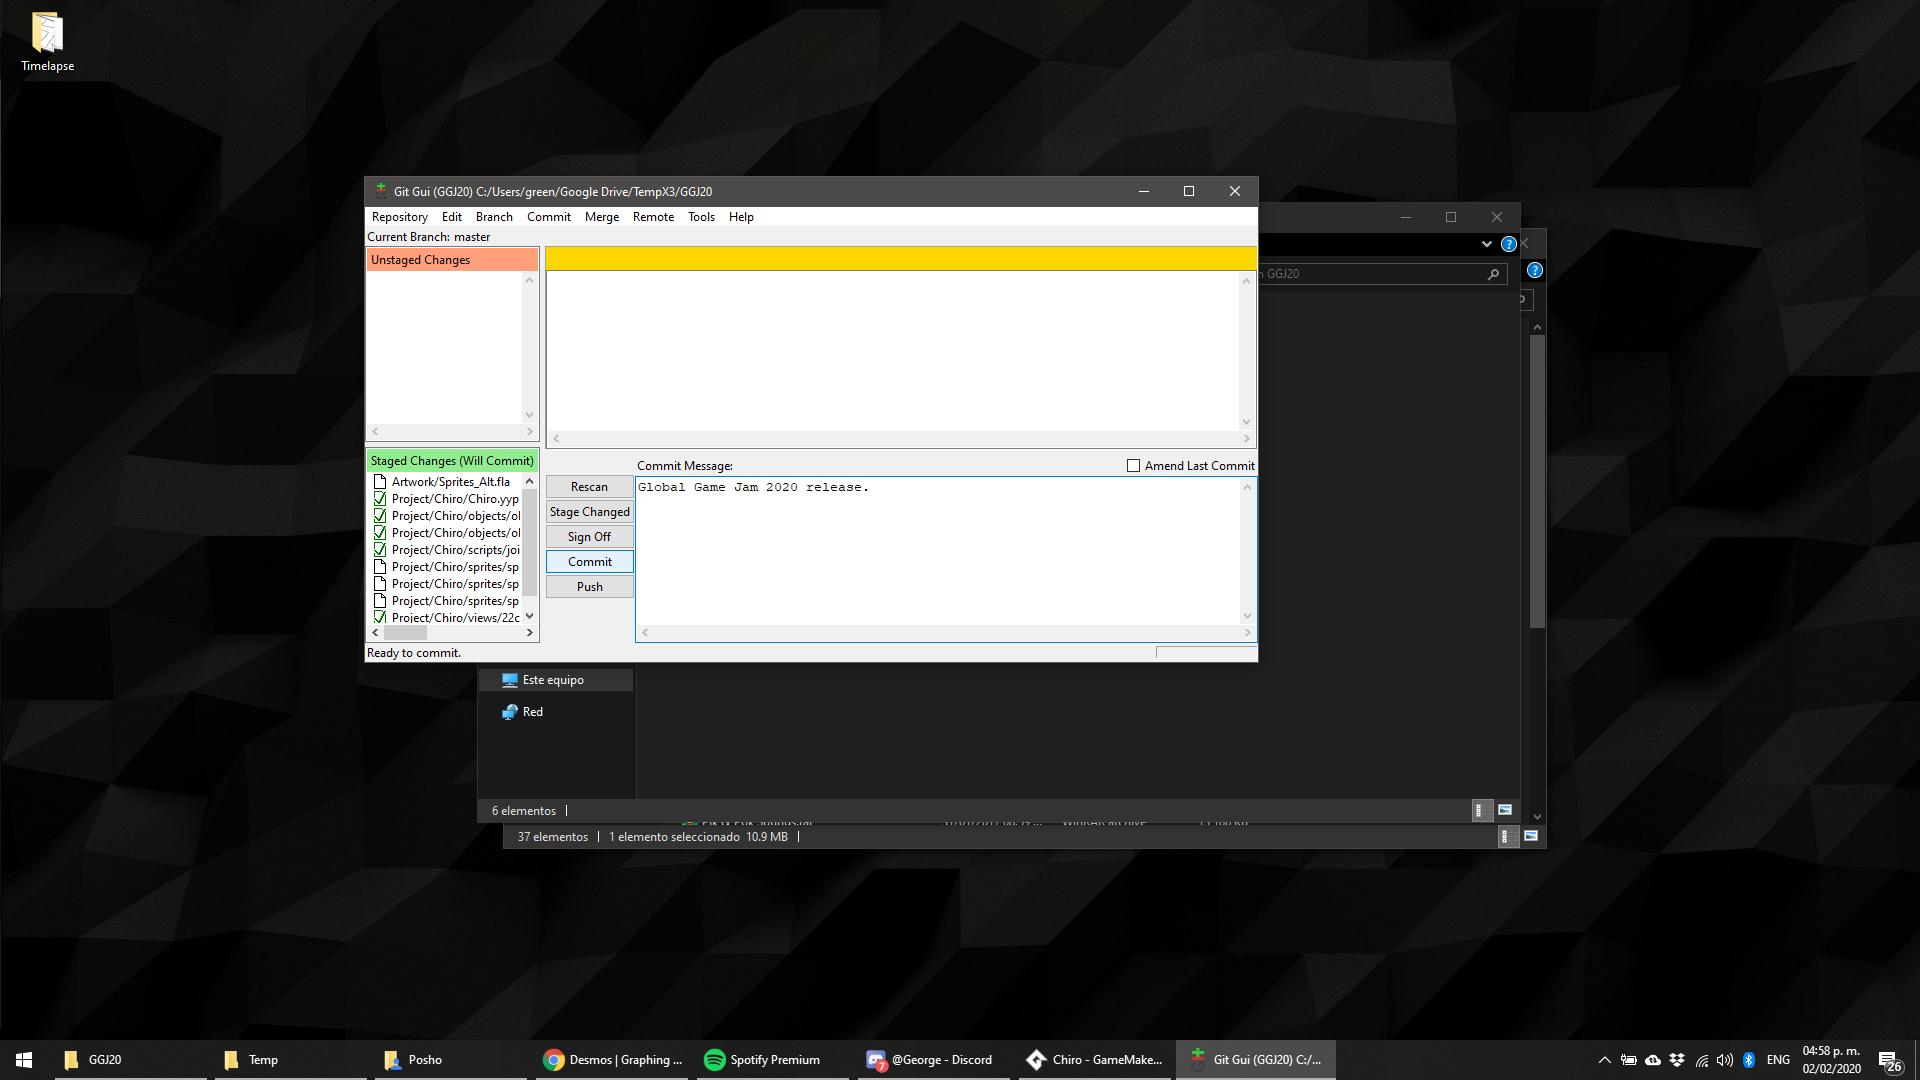 Timelapse
Git Gui (GGJ20) C:/Users/green/Google Drive/TempX3/GGJ20
Repository Edit Branch Commit Merge Remote Tools Help
Current Branch: master
Unstaged Changes
GGJ20
Staged Changes (Will Commit)
Artwork/Sprites_Alt.fla
Project/Chiro/Chiro.yyp
Project/Chiro/objects/ol
Project/Chiro/objects/ol
Project/Chiro/scripts/joi
Project/Chiro/sprites/sp
Project/Chiro/sprites/sp
Project/Chiro/sprites/sp
Project/Chiro/views/22c
Commit Message:
Amend Last Commit
Rescan
Stage Changed
Sign Off
Commit
Push
Global Game Jam 2020 release.
Ready to commit.
Este equipo
Red
6 elementos
37 elementos 1 elemento seleccionado 10.9 MB
GGJ20
Temp
Posho
Desmos | Graphing ...
Spotify Premium
7
@George - Discord
Chiro - GameMake...
Git Gui (GGJ20) C:/...
ENG
04:58 p. m.
02/02/2020
26